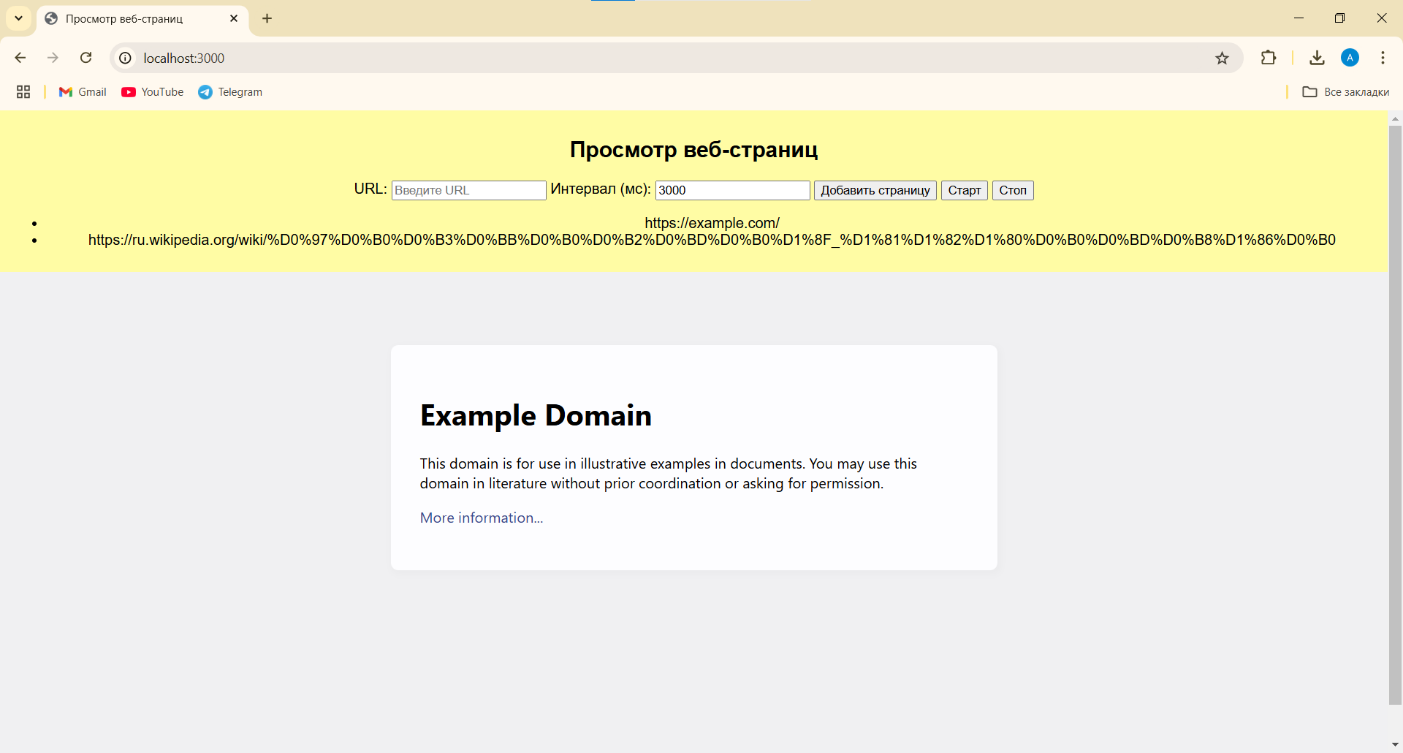 Просмотр веб-страниц
localhost:3000
A
Gmail YouTube Telegram Все закладки
Просмотр веб-страниц
URL: Введите URL Интервал (мс): 3000 Добавить страницу Старт Стоп
https://example.com/
https://ru.wikipedia.org/wiki/%D0%97%D0%B0%D0%B3%D0%BB%D0%B0%D0%B2%D0%BD%D0%B0%D1%8F_%D1%81%D1%82%D1%80%D0%B0%D0%BD%D0%B8%D1%86%D0%B0
Example Domain
This domain is for use in illustrative examples in documents. You may use this
domain in literature without prior coordination or asking for permission.
More information...